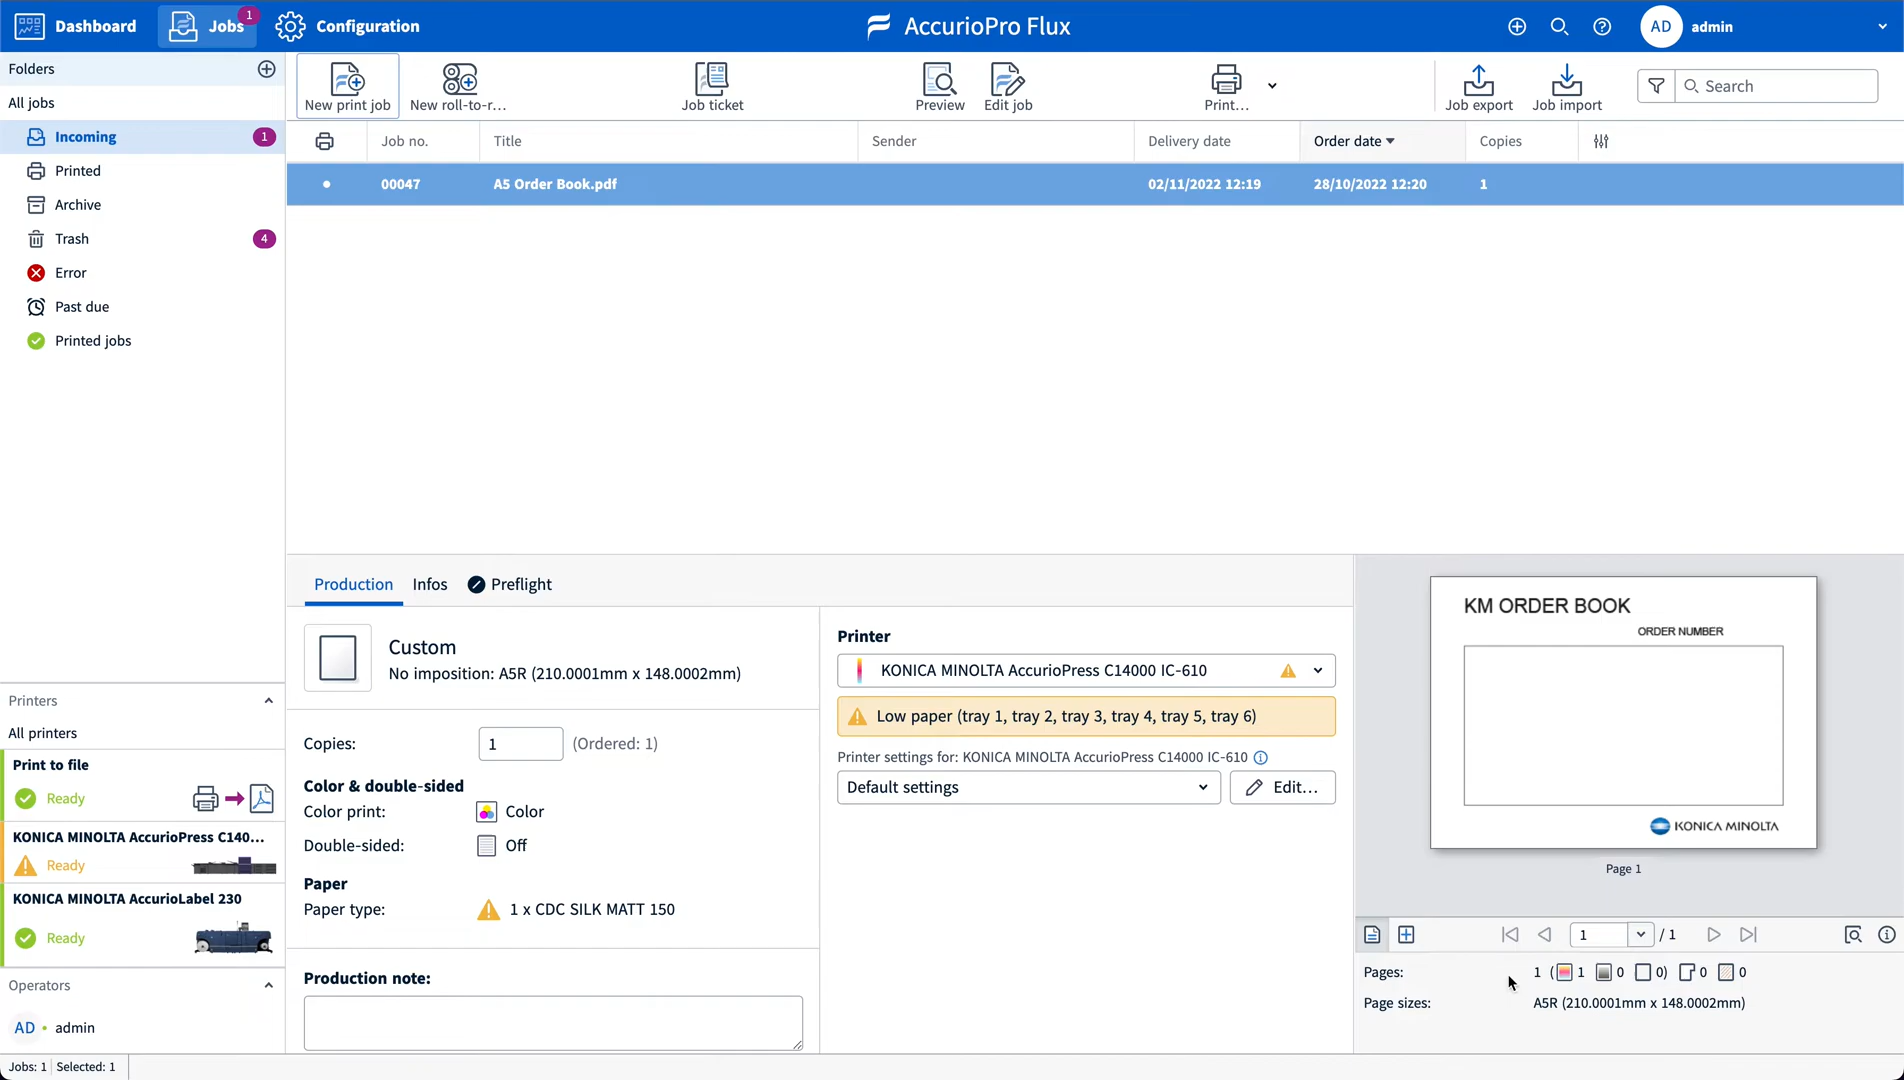 Dashboard
Jobs
1
Configuration
AccurioPro Flux
AD
admin
Folders
All jobs
Incoming
1
Printed
Archive
Trash
4
Error
Past due
Printed jobs
New print job
New roll-to-r...
Job ticket
Preview
Edit job
Print...
Job export
Job import
Search
Job no.
Title
Sender
Delivery date
Order date
Copies
00047
A5 Order Book.pdf
02/11/2022 12:19
28/10/2022 12:20
1
Printers
All printers
Print to file
Ready
KONICA MINOLTA AccurioPress C140...
Ready
KONICA MINOLTA AccurioLabel 230
Ready
Operators
AD
admin
Jobs: 1
Selected: 1
Production
Infos
Preflight
Custom
No imposition: A5R (210.0001mm x 148.0002mm)
Copies:
1
(Ordered: 1)
Color & double-sided
Color print:
Color
Double-sided:
Off
Paper
Paper type:
1 x CDC SILK MATT 150
Production note:
Printer
KONICA MINOLTA AccurioPress C14000 IC-610
Low paper (tray 1, tray 2, tray 3, tray 4, tray 5, tray 6)
Printer settings for: KONICA MINOLTA AccurioPress C14000 IC-610
Default settings
Edit...
KM ORDER BOOK
ORDER NUMBER
KONICA MINOLTA
Page 1
1
/ 1
Pages:
1 ( 1 0 0) 0 0
Page sizes:
A5R (210.0001mm x 148.0002mm)